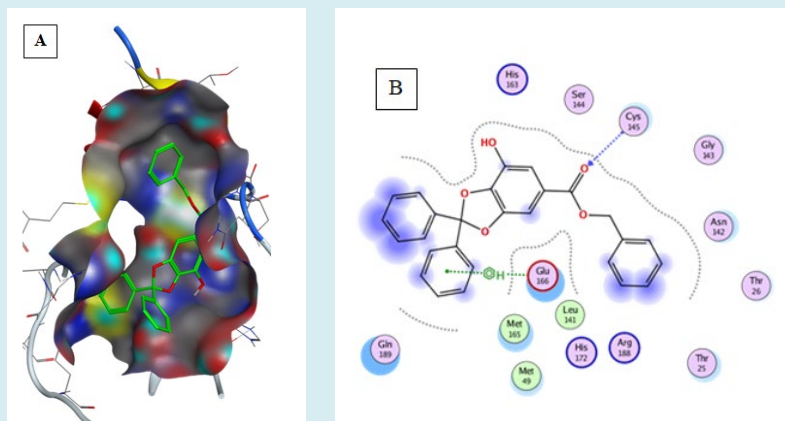 A
B
His
163
Ser
144
Cys
145
Gly
143
Asn
142
Thr
26
Thr
25
Arg
188
His
172
Leu
141
Met
165
Met
49
Gln
189
Glu
166
HO
O
O
O
O
H